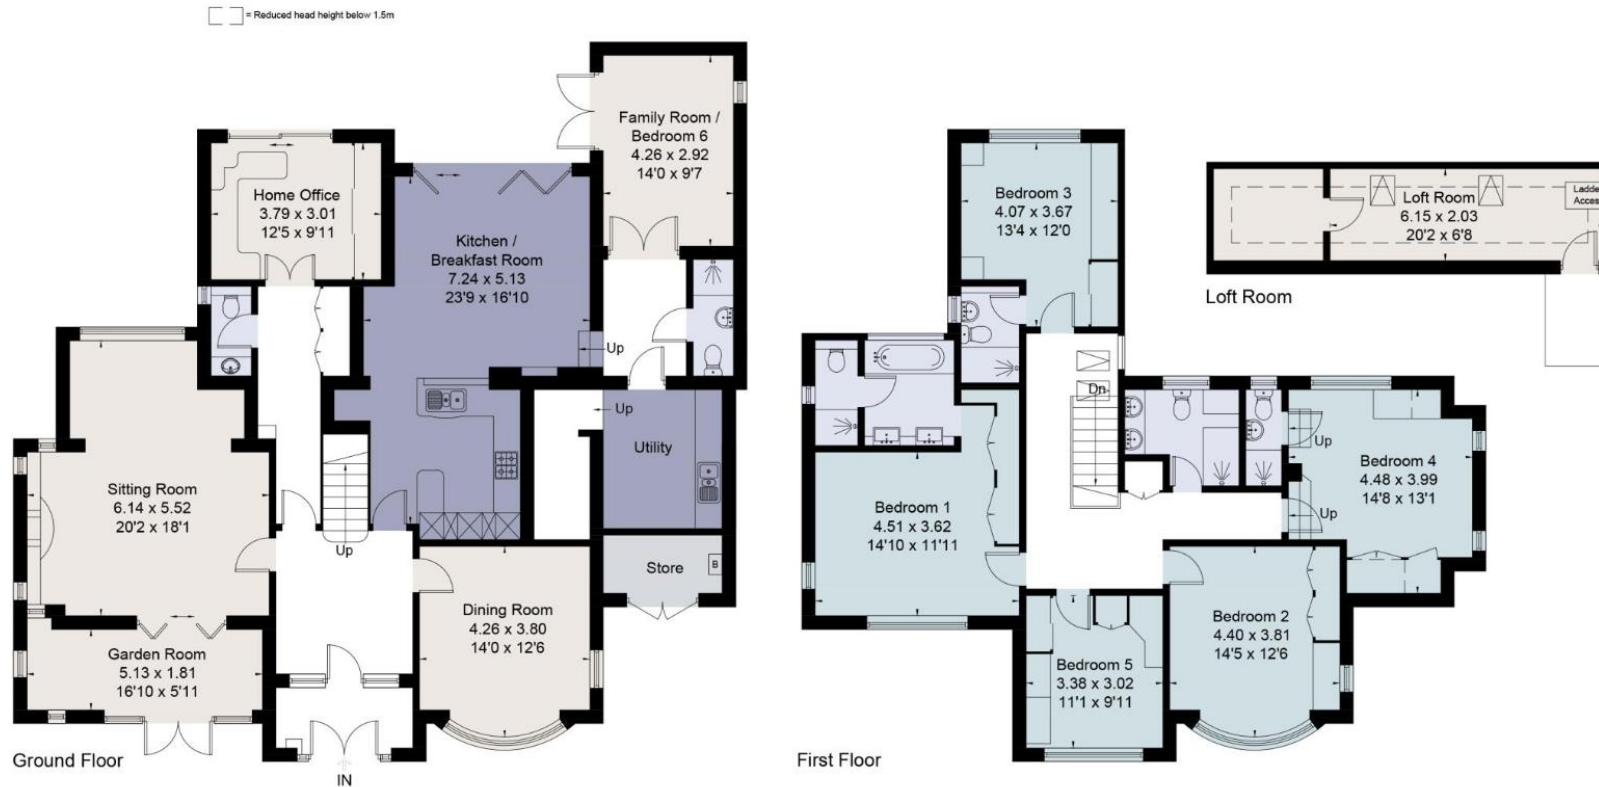 = Reduced head height below 1.5m
Family Room /
Bedroom 6
4.26 x 2.92
14'0 x 9'7
Home Office
3.79 x 3.01
12'5 x 9'11
Kitchen /
Breakfast Room
7.24 x 5.13
23'9 x 16'10
Up
Up
Utility
Sitting Room
6.14 x 5.52
20'2 x 18'1
Up
Store
B
Dining Room
4.26 x 3.80
14'0 x 12'6
Garden Room
5.13 x 1.81
16'10 x 5'11
Ground Floor
IN
Bedroom 3
4.07 x 3.67
13'4 x 12'0
Dn
Up
Bedroom 4
4.48 x 3.99
14'8 x 13'1
Up
Bedroom 1
4.51 x 3.62
14'10 x 11'11
Bedroom 2
4.40 x 3.81
14'5 x 12'6
Bedroom 5
3.38 x 3.02
11'1 x 9'11
First Floor
Loft Room
6.15 x 2.03
20'2 x 6'8
Loft Room